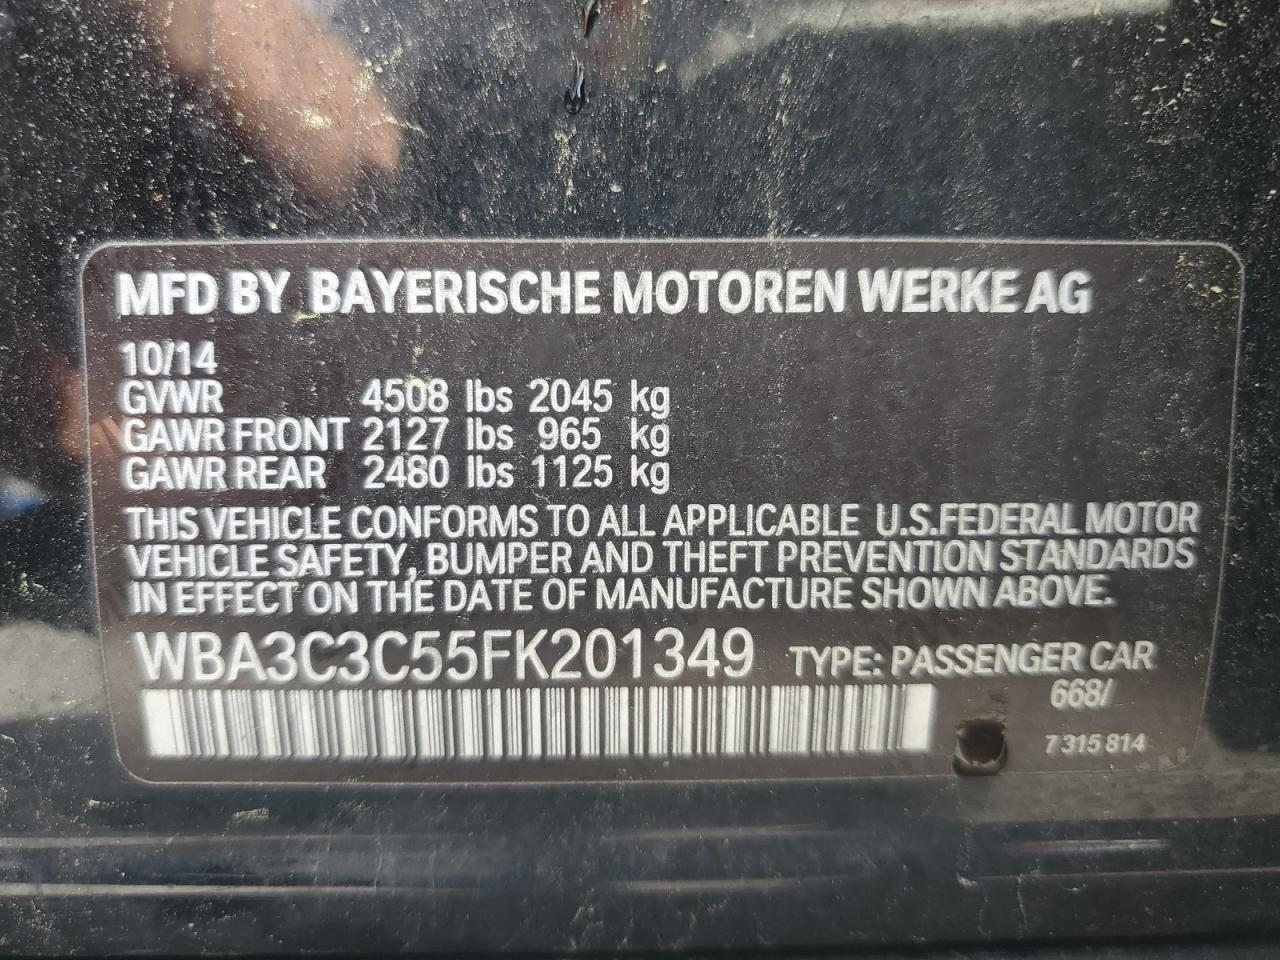 MFD BY BAYERISCHE MOTOREN WERKE AG
10/14
GVWR 4508 lbs 2045 kg
GAWR FRONT 2127 lbs 965 kg
GAWR REAR 2480 lbs 1125 kg
THIS VEHICLE CONFORMS TO ALL APPLICABLE U.S.FEDERAL MOTOR
VEHICLE SAFETY, BUMPER AND THEFT PREVENTION STANDARDS
IN EFFECT ON THE DATE OF MANUFACTURE SHOWN ABOVE.
WBA3C3C55FK201349 TYPE: PASSENGER CAR
668/
7 315 814